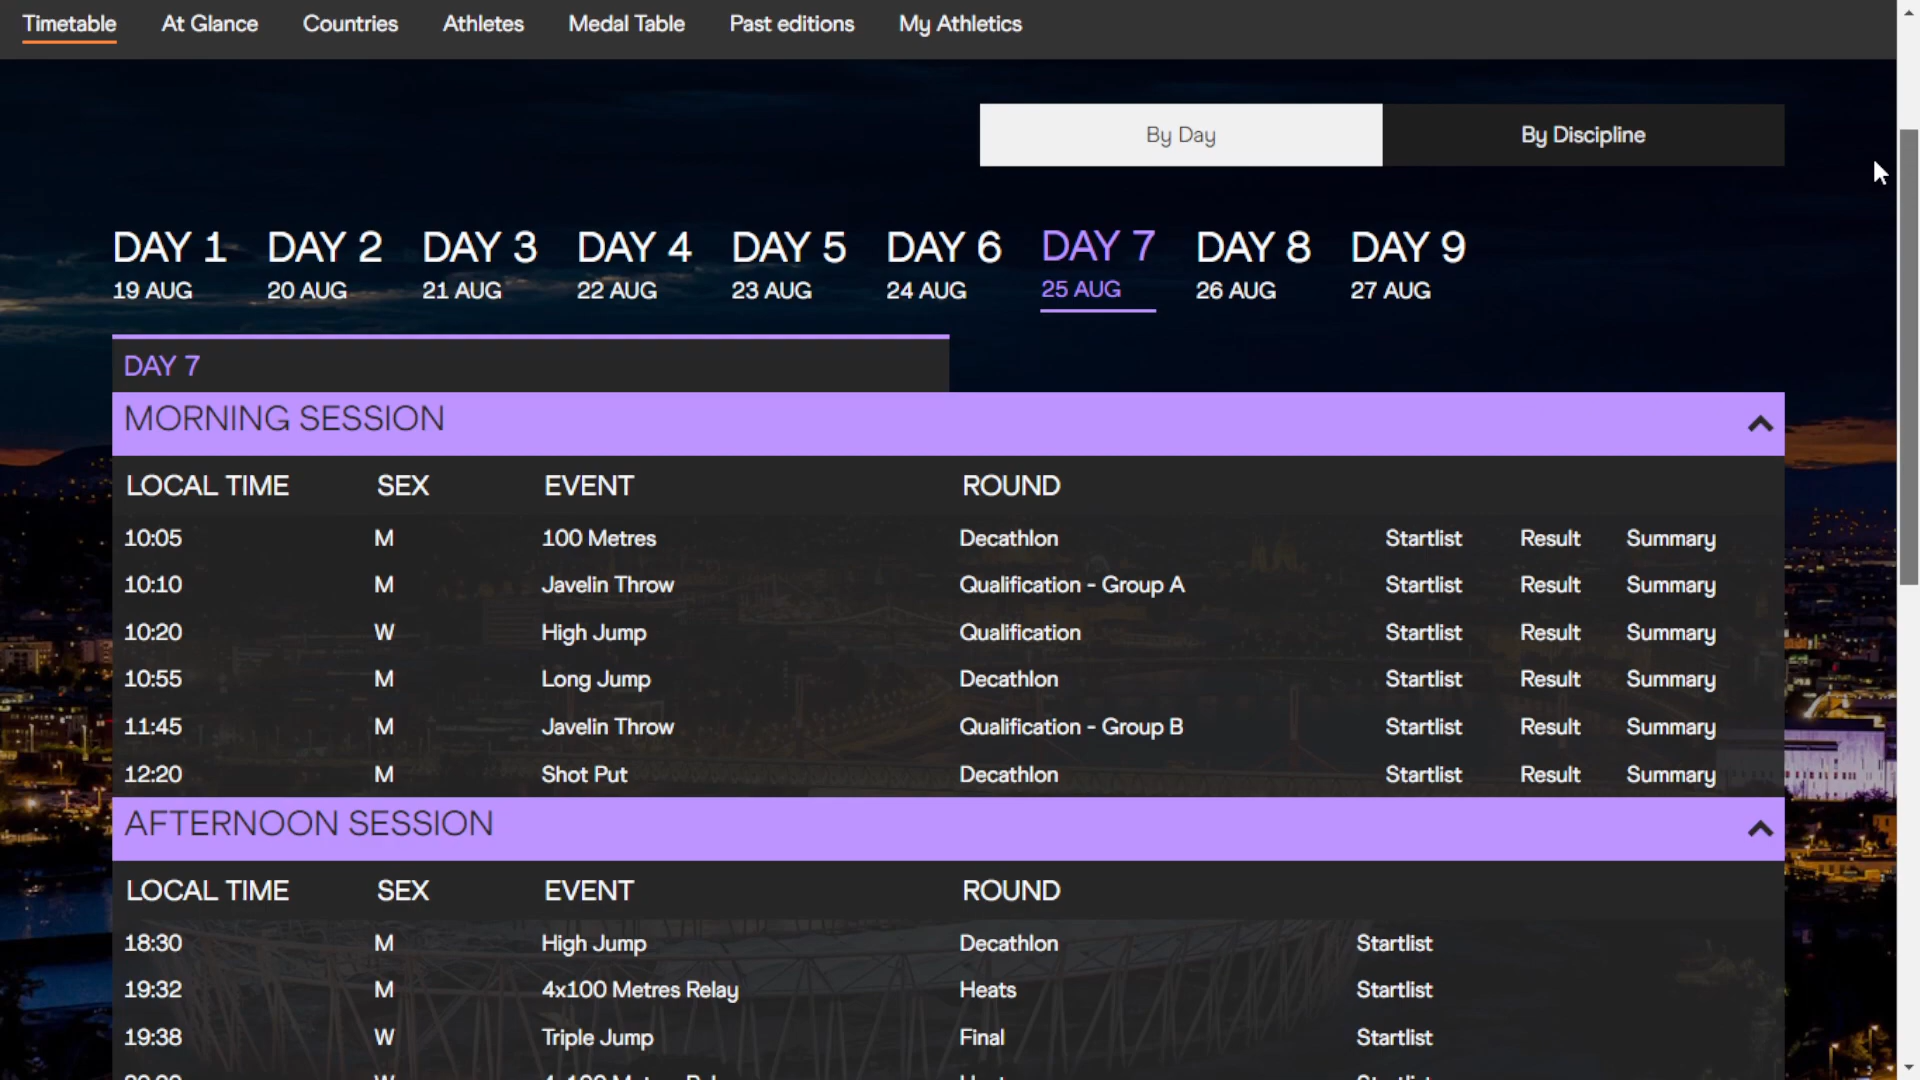 Timetable At Glance Countries Athletes Medal Table Past editions My Athletics
By Day By Discipline
DAY 1 DAY 2 DAY 3 DAY 4 DAY 5 DAY 6 DAY 7 DAY 8 DAY 9
19 AUG 20 AUG 21 AUG 22 AUG 23 AUG 24 AUG 25 AUG 26 AUG 27 AUG
DAY 7
MORNING SESSION
LOCAL TIME SEX EVENT ROUND
10:05 M 100 Metres Decathlon Startlist Result Summary
10:10 M Javelin Throw Qualification - Group A Startlist Result Summary
10:20 W High Jump Qualification Startlist Result Summary
10:55 M Long Jump Decathlon Startlist Result Summary
11:45 M Javelin Throw Qualification - Group B Startlist Result Summary
12:20 M Shot Put Decathlon Startlist Result Summary
AFTERNOON SESSION
LOCAL TIME SEX EVENT ROUND
18:30 M High Jump Decathlon Startlist
19:32 M 4x100 Metres Relay Heats Startlist
19:38 W Triple Jump Final Startlist